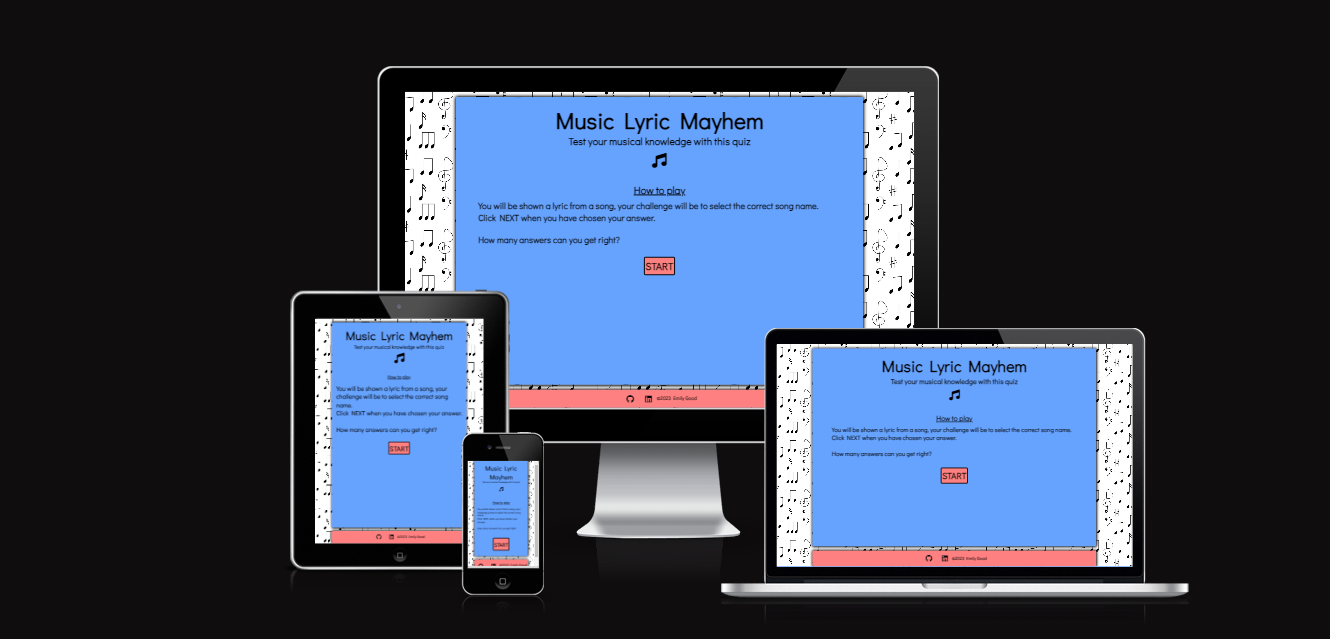 Music Lyric Mayhem
Test your musical knowledge with this quiz
How to play
You will be shown a lyric from a song, your challenge will be to select the correct song name.
Click NEXT when you have chosen your answer.
How many answers can you get right?
START
©2023 Emily Good
Music Lyric Mayhem
Test your musical knowledge with this quiz
How to play
You will be shown a lyric from a song, your
challenge will be to select the correct song
name.
Click NEXT when you have chosen your answer.
How many answers can you get right?
START
©2023 Emily Good
Music Lyric
Mayhem
START
Music Lyric Mayhem
Test your musical knowledge with this quiz
How to play
You will be shown a lyric from a song, your challenge will be to select the correct song name.
Click NEXT when you have chosen your answer.
How many answers can you get right?
START
©2023 Emily Good